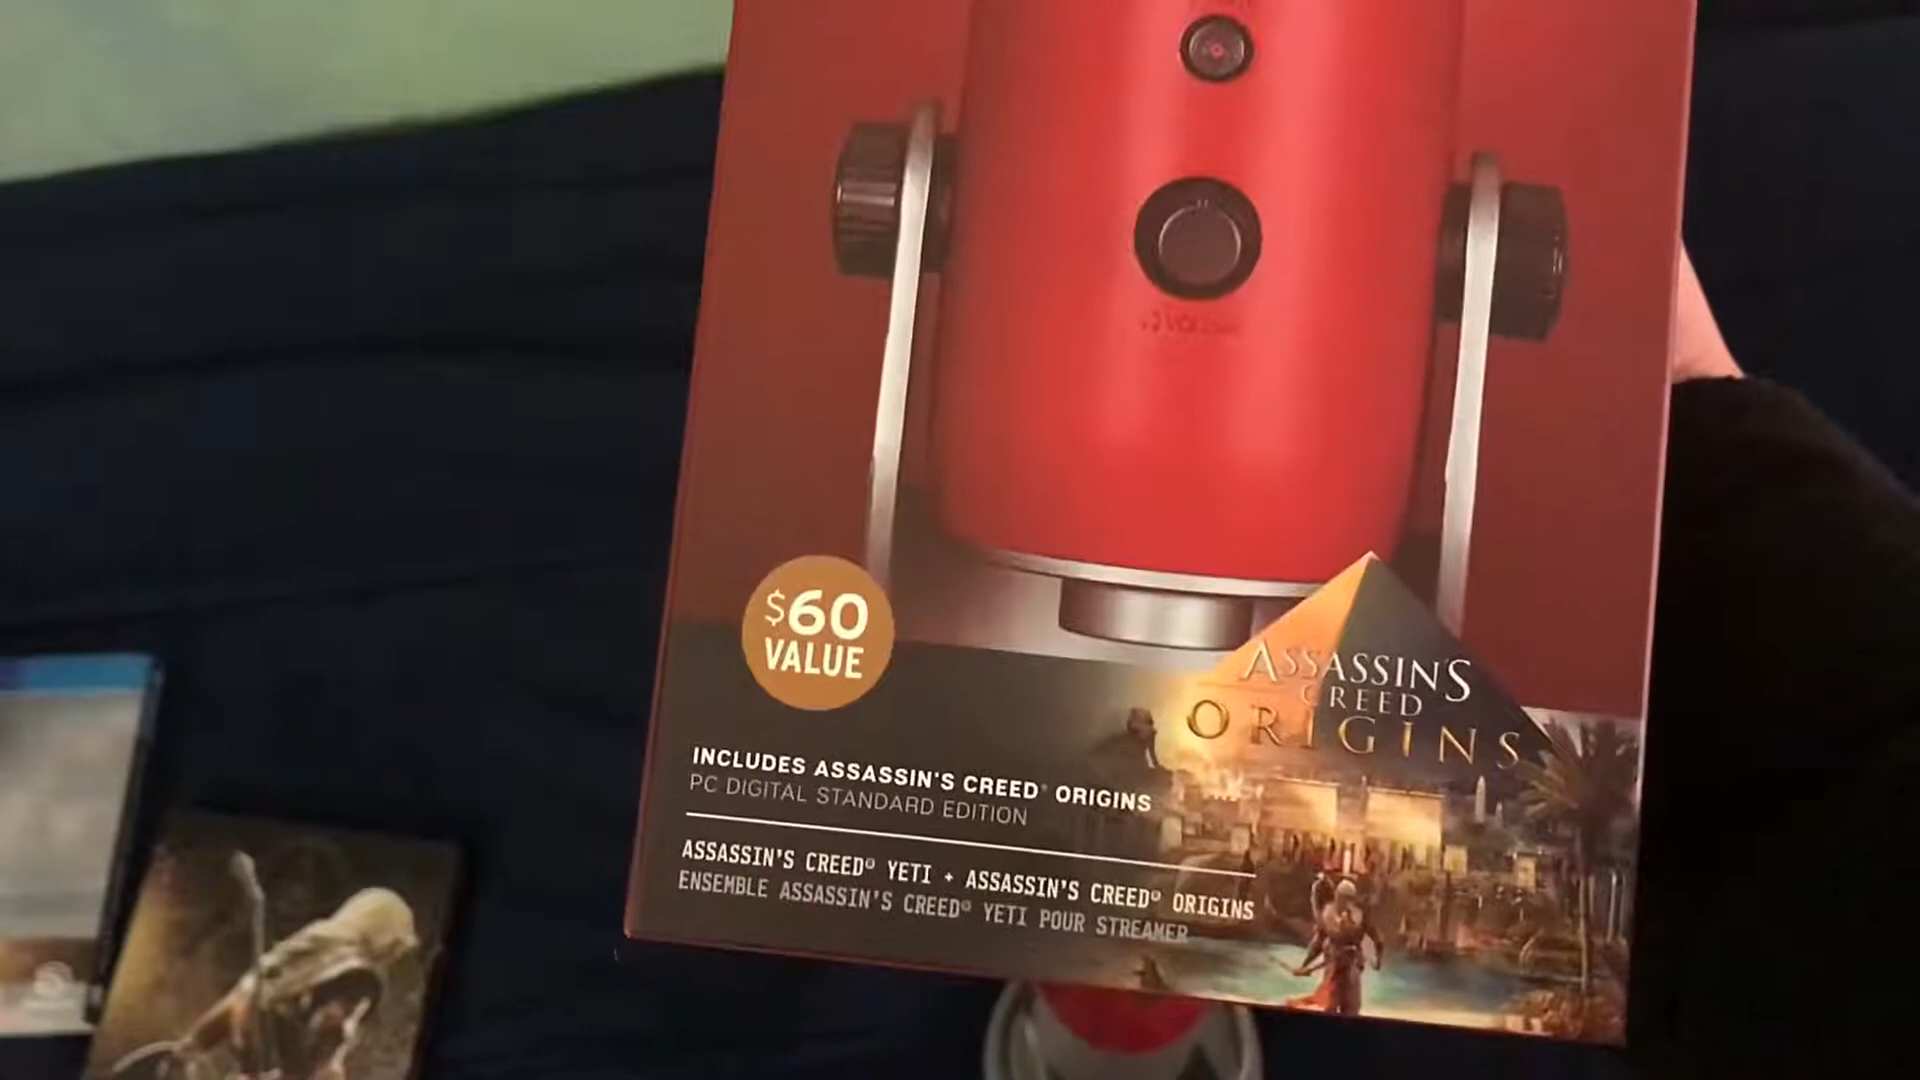 VOLUME
$60
VALUE
ASSASSIN'S
CREED
ORIGINS
INCLUDES ASSASSIN'S CREED® ORIGINS
PC DIGITAL STANDARD EDITION
ASSASSIN'S CREED® YETI + ASSASSIN'S CREED® ORIGINS
ENSEMBLE ASSASSIN'S CREED® YETI POUR STREAMER